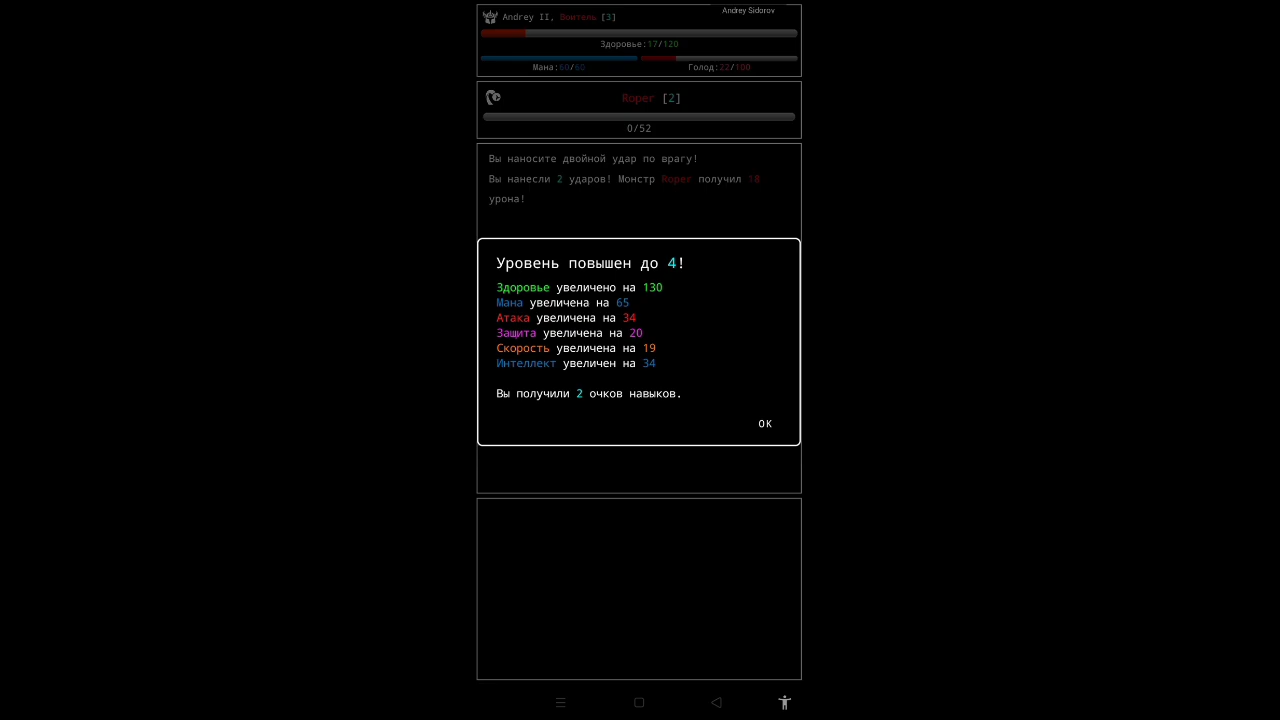 Andrey Sidorov
Andrey II, Воитель [3]
Здоровье:17/120
Мана:60/60 Голод:22/100
Roper [2]
0/52
Вы наносите двойной удар по врагу!
Вы нанесли 2 ударов! Монстр Roper получил 18
урона!
Уровень повышен до 4!
Здоровье увеличено на 130
Мана увеличена на 65
Атака увеличена на 34
Защита увеличена на 20
Скорость увеличена на 19
Интеллект увеличен на 34
Вы получили 2 очков навыков.
OK